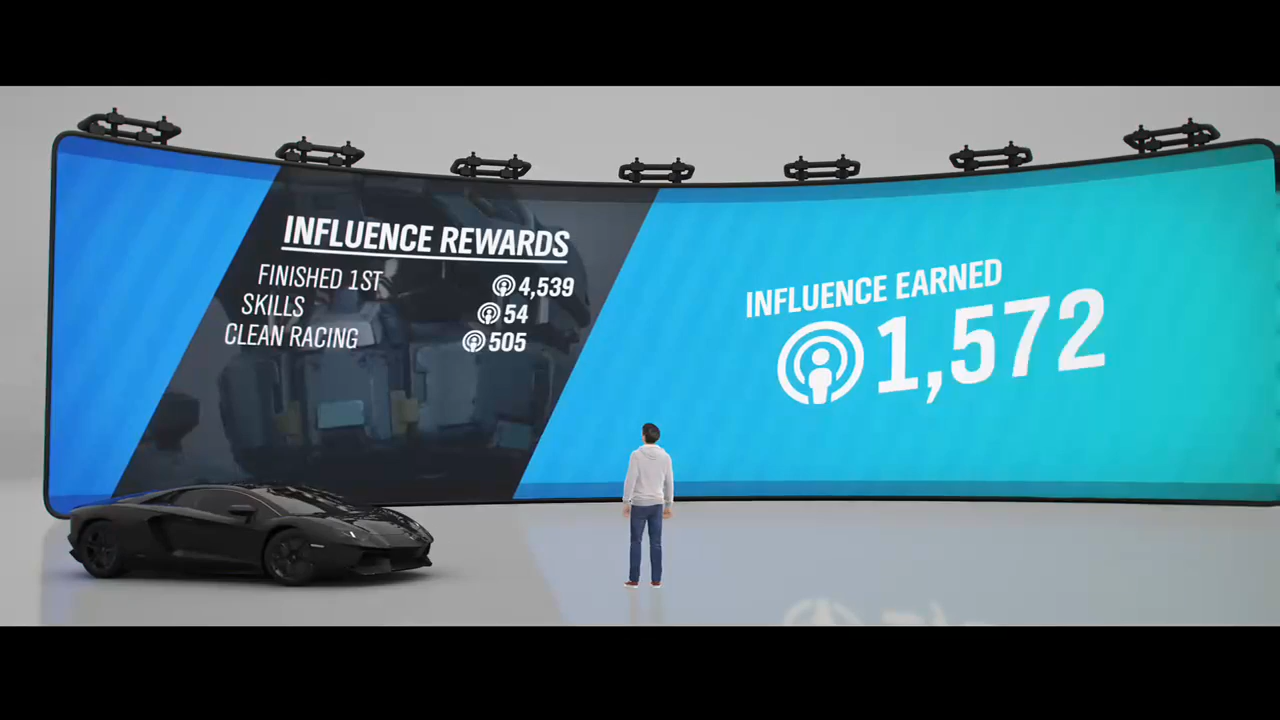 INFLUENCE REWARDS
FINISHED 1ST 4,539
SKILLS 54
CLEAN RACING 505
INFLUENCE EARNED
1,572